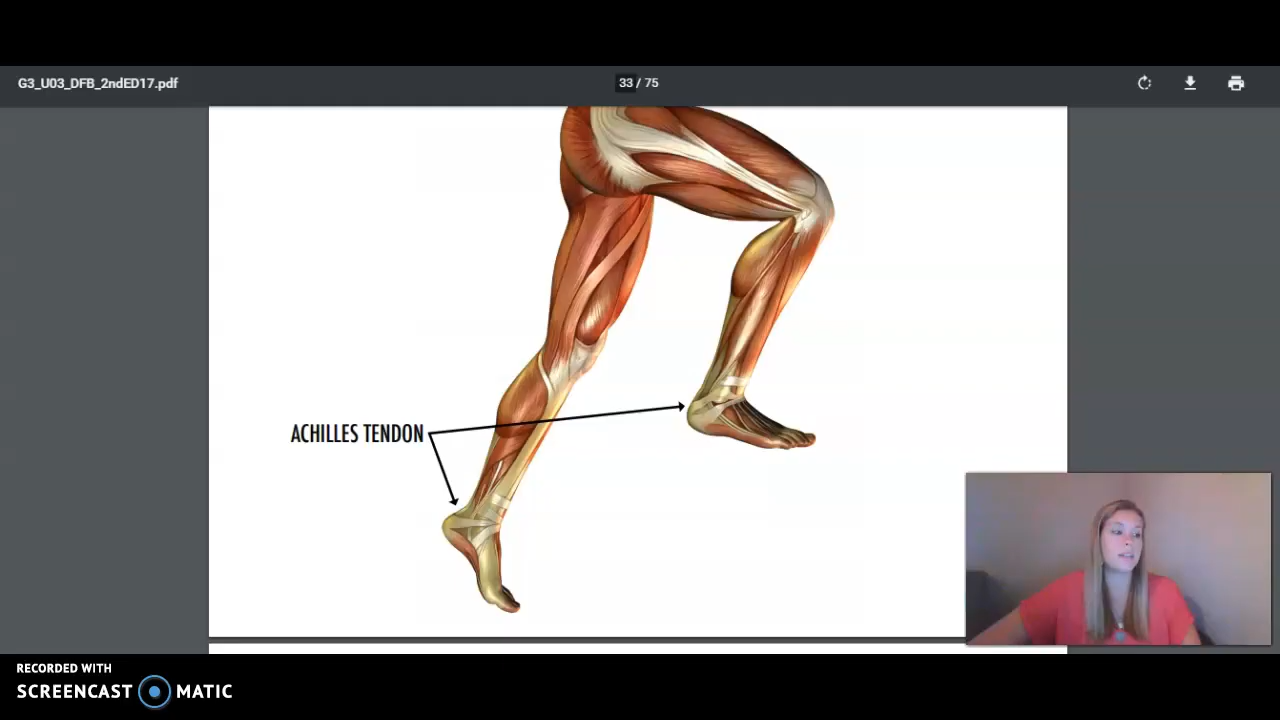 G3_U03_DFB_2ndED17.pdf
33 / 75
ACHILLES TENDON
RECORDED WITH
SCREENCAST MATIC